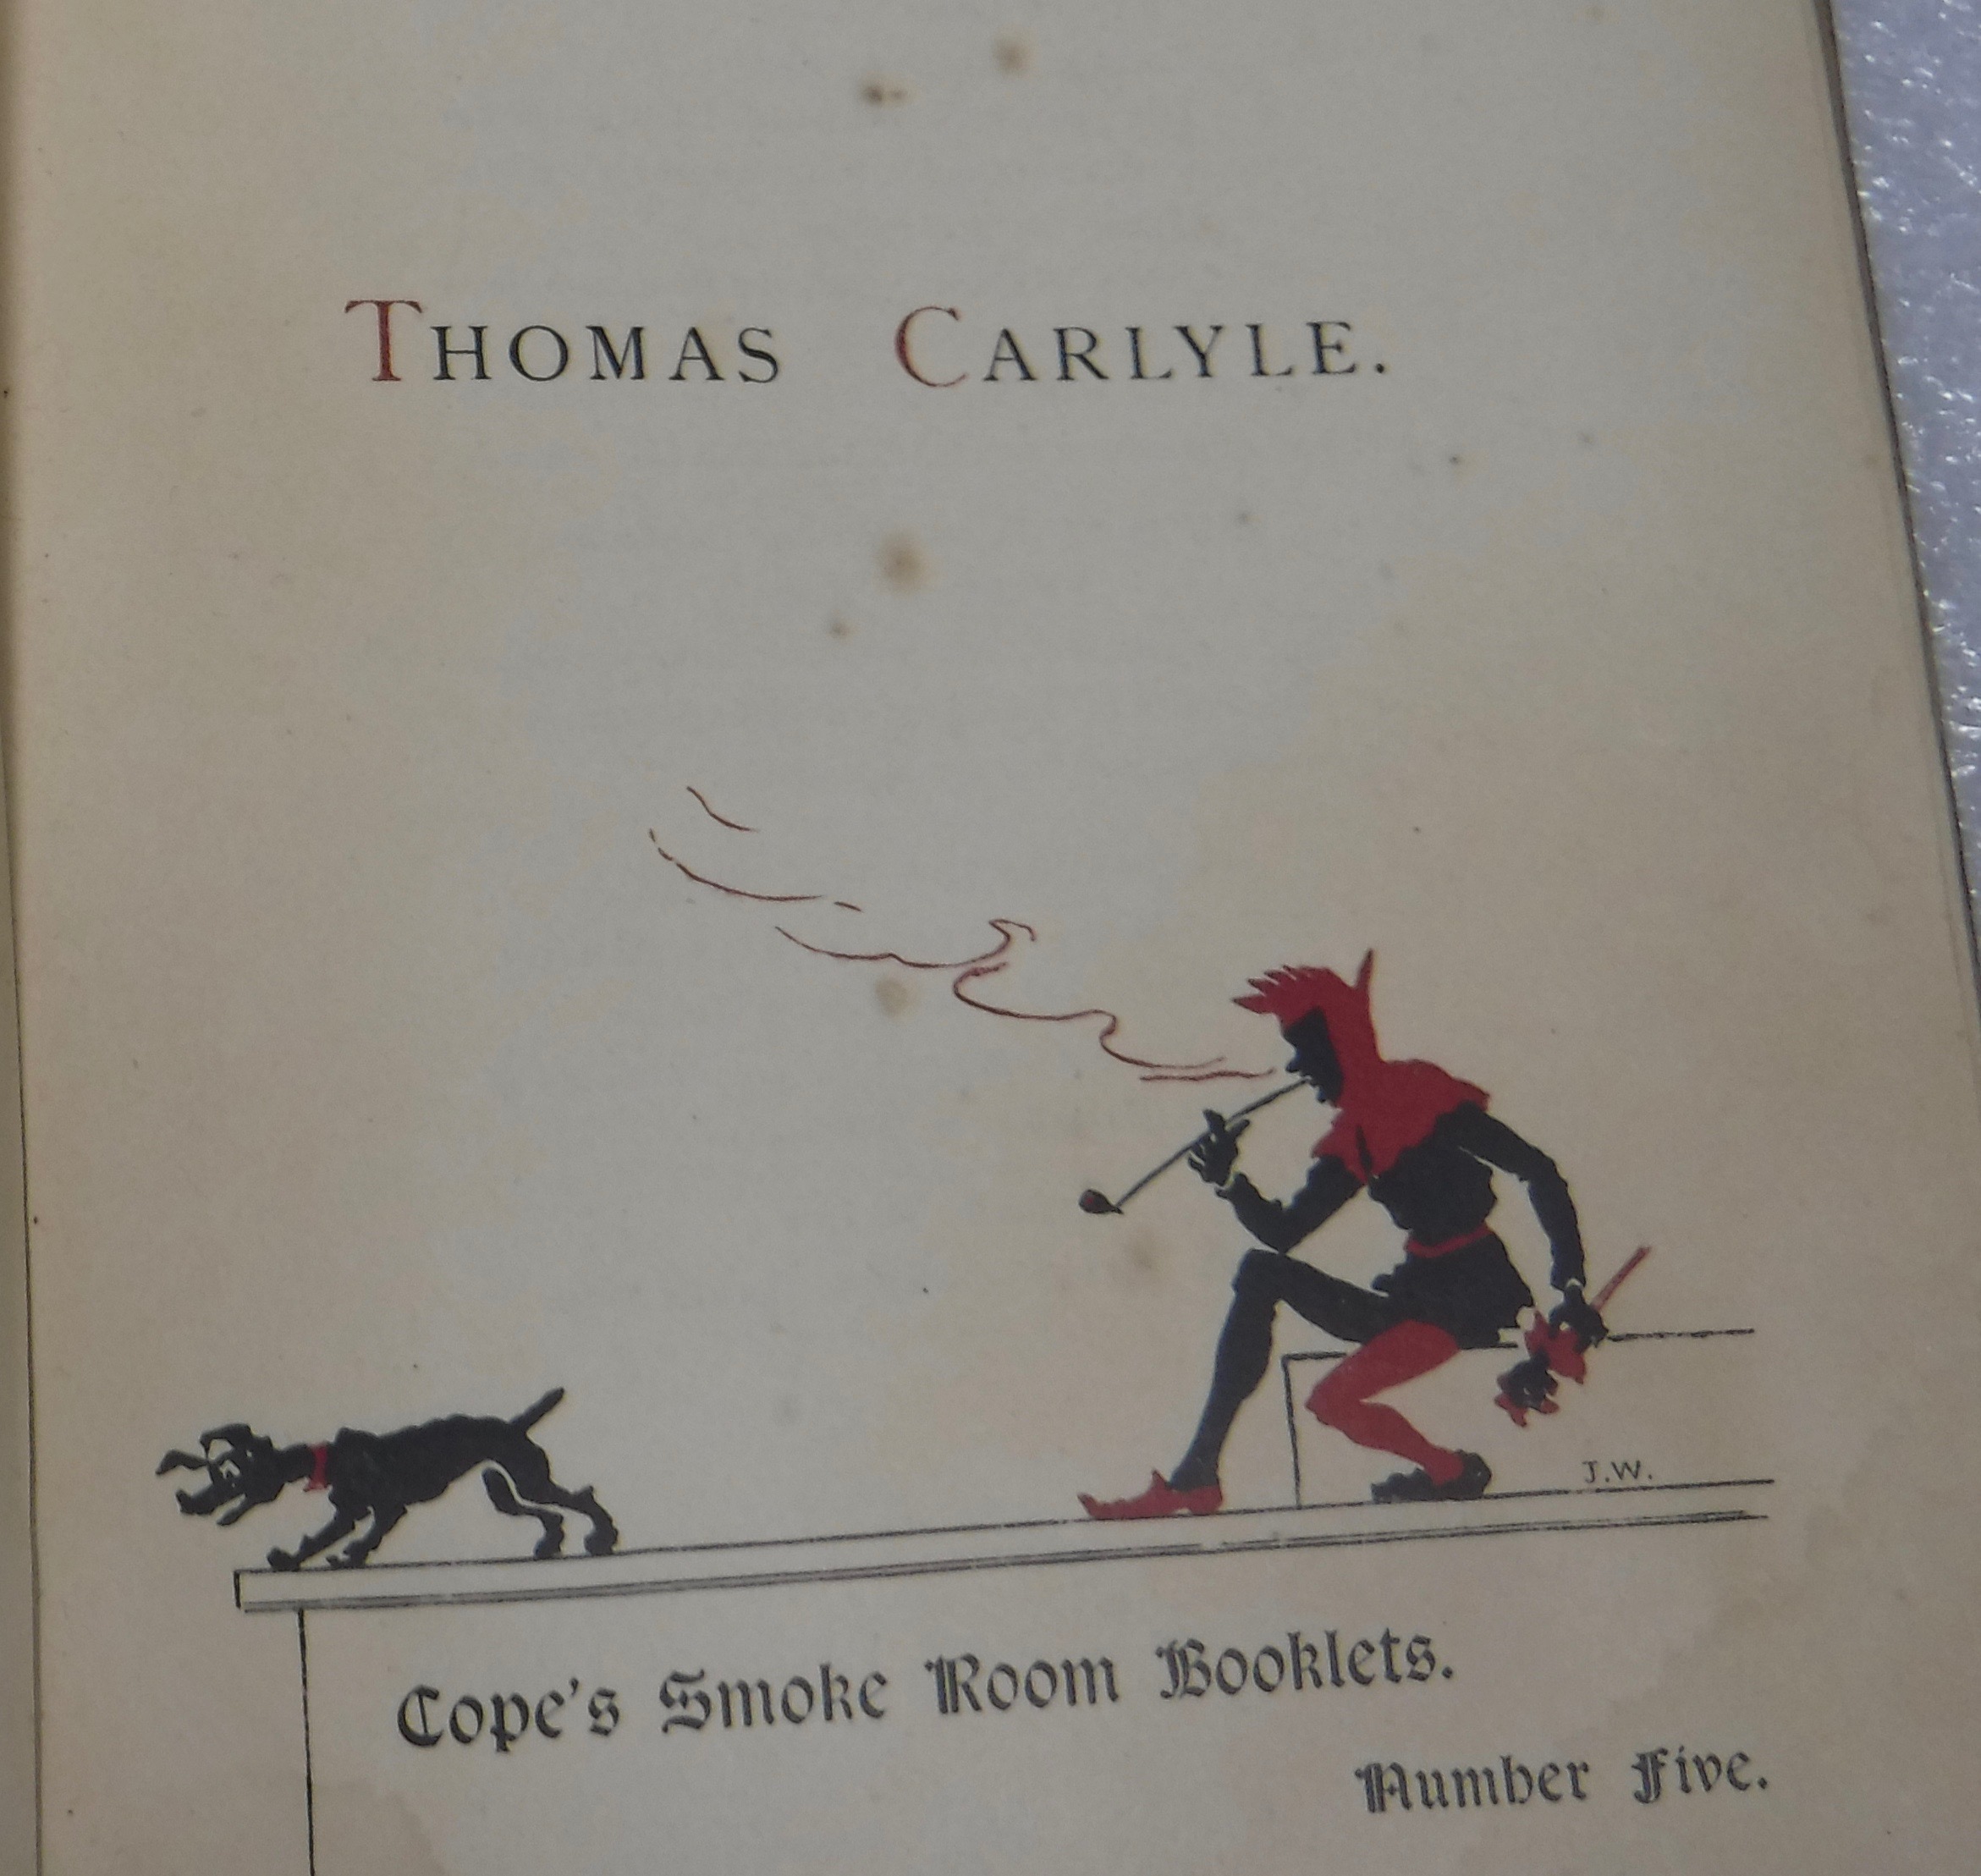 THOMAS CARLYLE.
J.W.
Cope's Smoke Room Booklets.
Number Five.